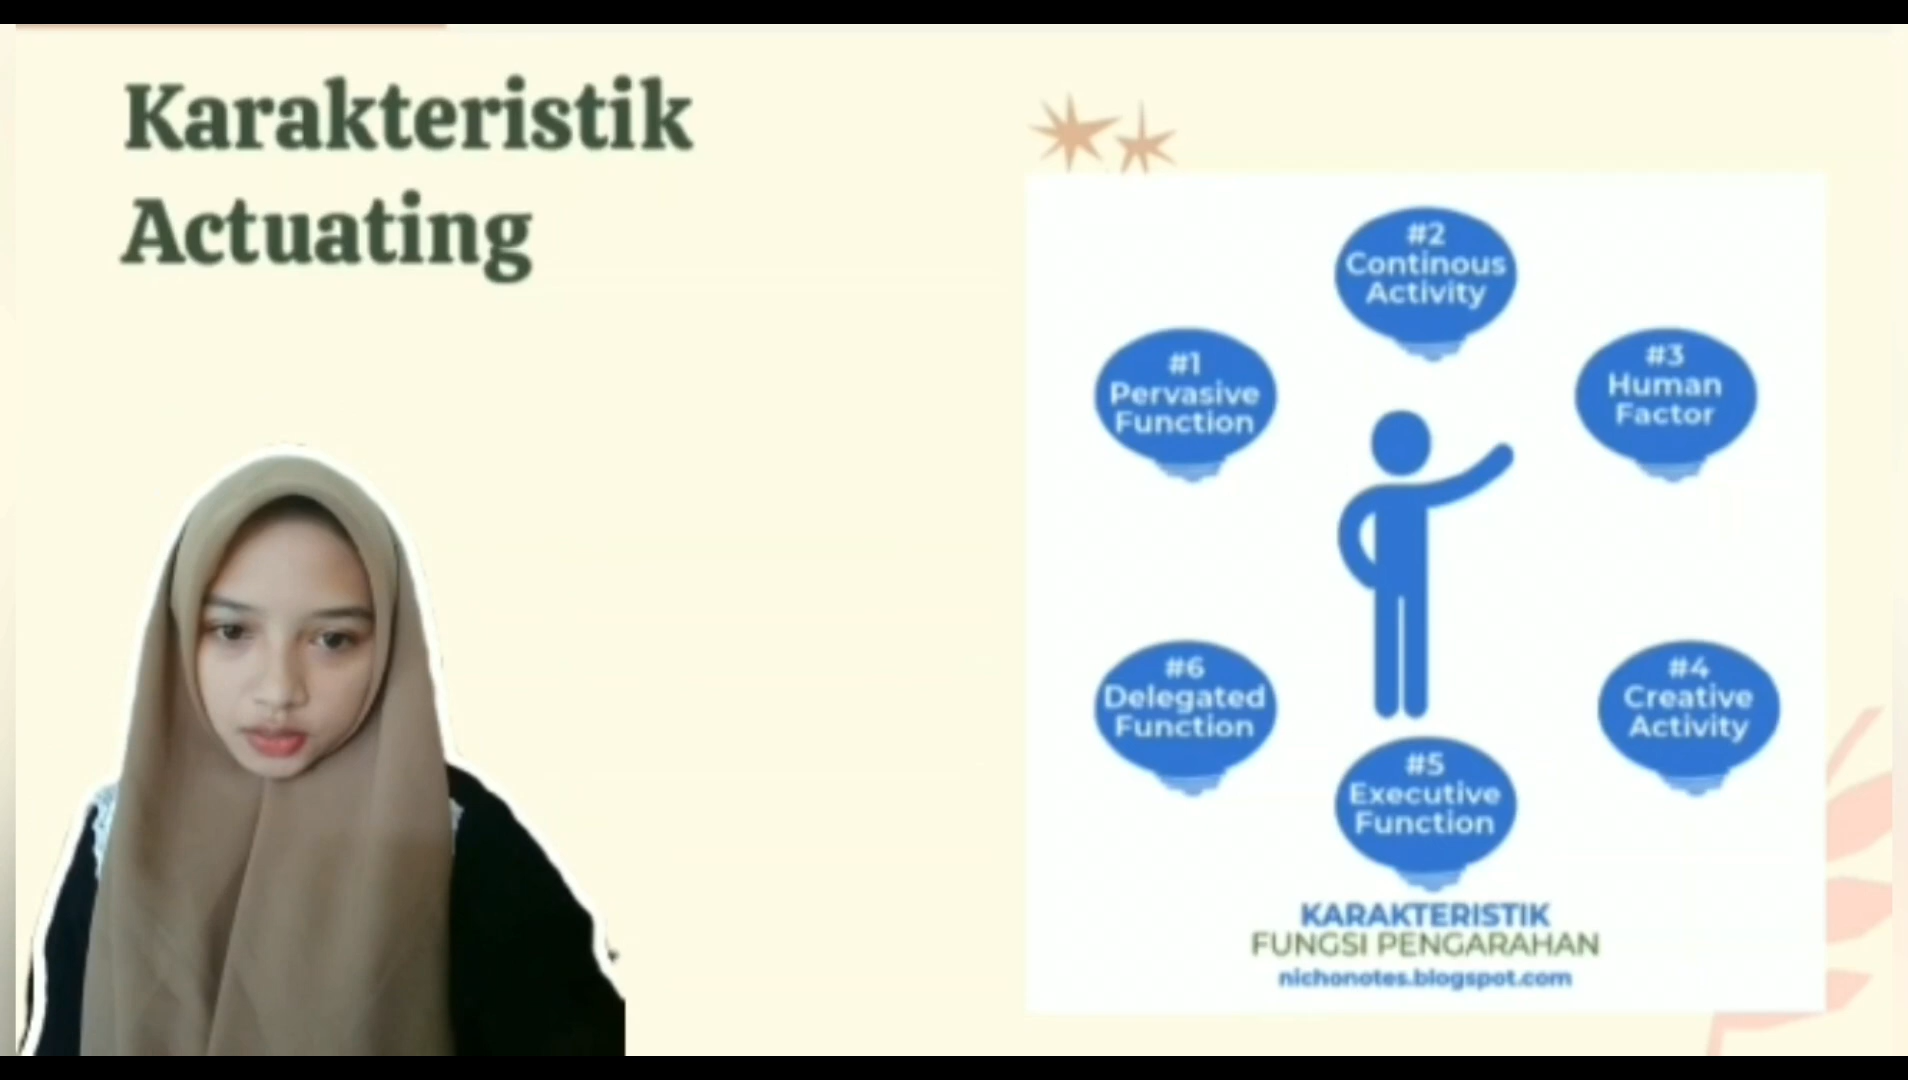 Karakteristik
Actuating
#1
Pervasive
Function
#2
Continous
Activity
#3
Human
Factor
#4
Creative
Activity
#5
Executive
Function
#6
Delegated
Function
KARAKTERISTIK
FUNGSI PENGARAHAN
nichonotes.blogspot.com